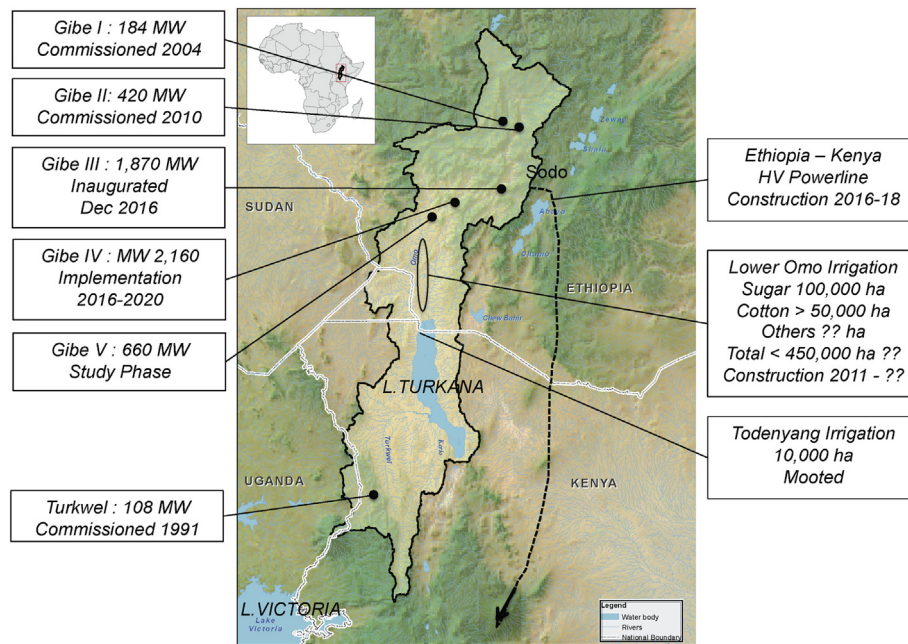 Gibe I : 184 MW
Commissioned 2004
Gibe II: 420 MW
Commissioned 2010
Gibe III : 1,870 MW
Inaugurated
Dec 2016
Gibe IV : MW 2,160
Implementation
2016-2020
Gibe V : 660 MW
Study Phase
Turkwel : 108 MW
Commissioned 1991
Ethiopia – Kenya
HV Powerline
Construction 2016-18
Lower Omo Irrigation
Sugar 100,000 ha
Cotton > 50,000 ha
Others ?? ha
Total < 450,000 ha ??
Construction 2011 - ??
Todenyang Irrigation
10,000 ha
Mooted
Sodo
SUDAN
ETHIOPIA
UGANDA
KENYA
Omo
Chew Bahir
L.TURKANA
Turkwel
Kerio
L.VICTORIA
Lake
Victoria
Legend
Water body
Rivers
National Boundary